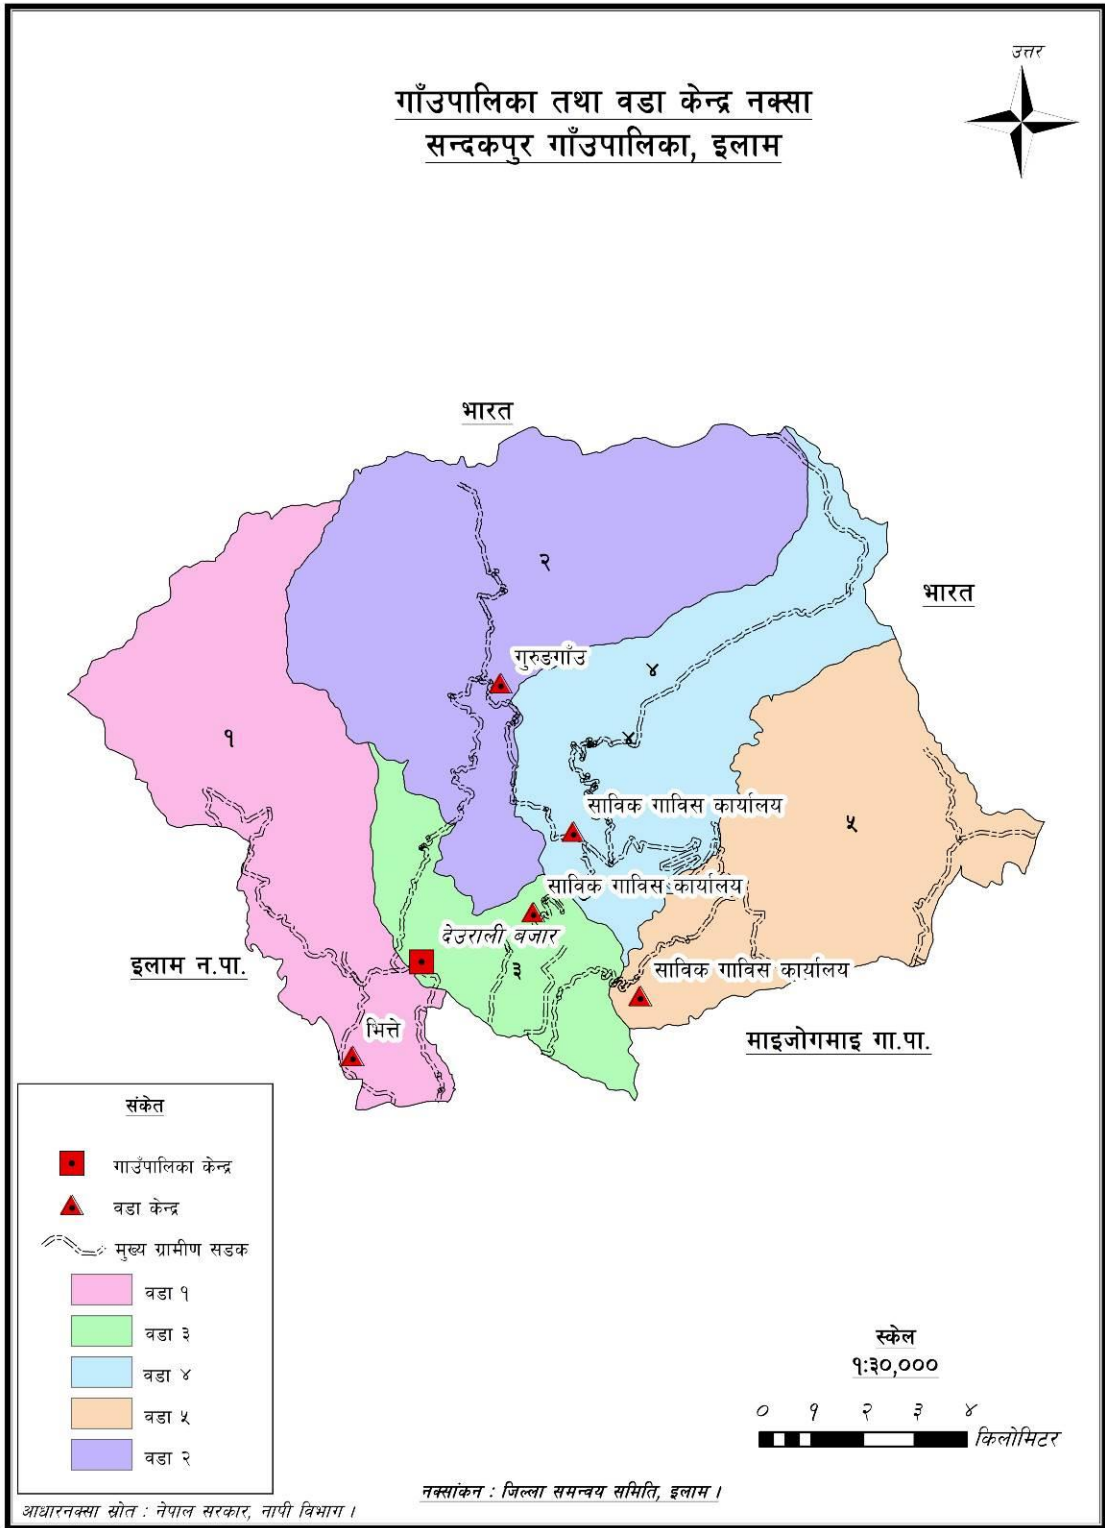 उत्तर
गाँउपालिका तथा वडा केन्द्र नक्सा
सन्दकपुर गाँउपालिका, इलाम
भारत
२
भारत
गुरुङगाँउ
४
१
४
साविक गाविस कार्यालय
५
साविक गाविस कार्यालय
देउराली बजार
इलाम न.पा.
३
साविक गाविस कार्यालय
भित्ते
माइजोगमाइ गा.पा.
संकेत
गाउँपालिका केन्द्र
वडा केन्द्र
मुख्य ग्रामीण सडक
वडा १
वडा ३
वडा ४
वडा ५
वडा २
स्केल
१:३०,०००
० १ २ ३ ४
किलोमिटर
नक्सांकन : जिल्ला समन्वय समिति, इलाम ।
आधारनक्सा स्रोत : नेपाल सरकार, नापी विभाग ।